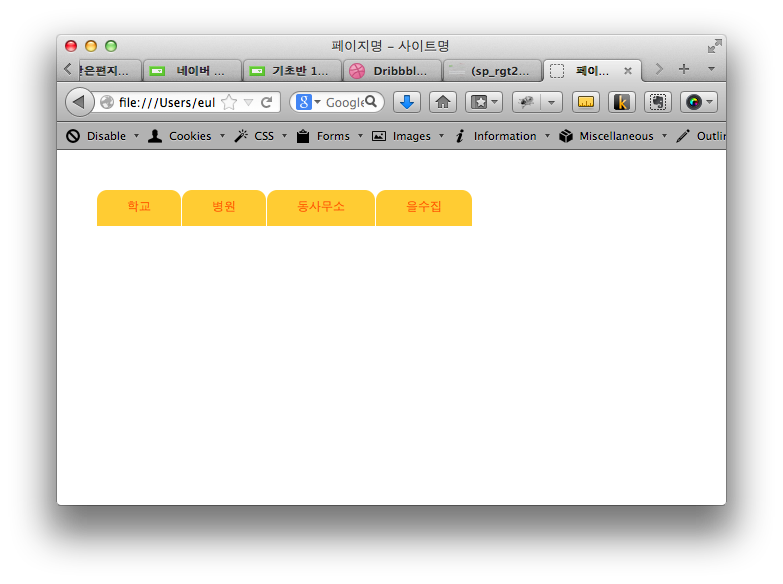 페이지명 – 사이트명
은편지... 네이버 ... 기초반 1... Dribbbl... (sp_rgt2... 페이...
file:///Users/eul Google
Disable Cookies CSS Forms Images Information Miscellaneous Outlin
학교 병원 동사무소 을수집